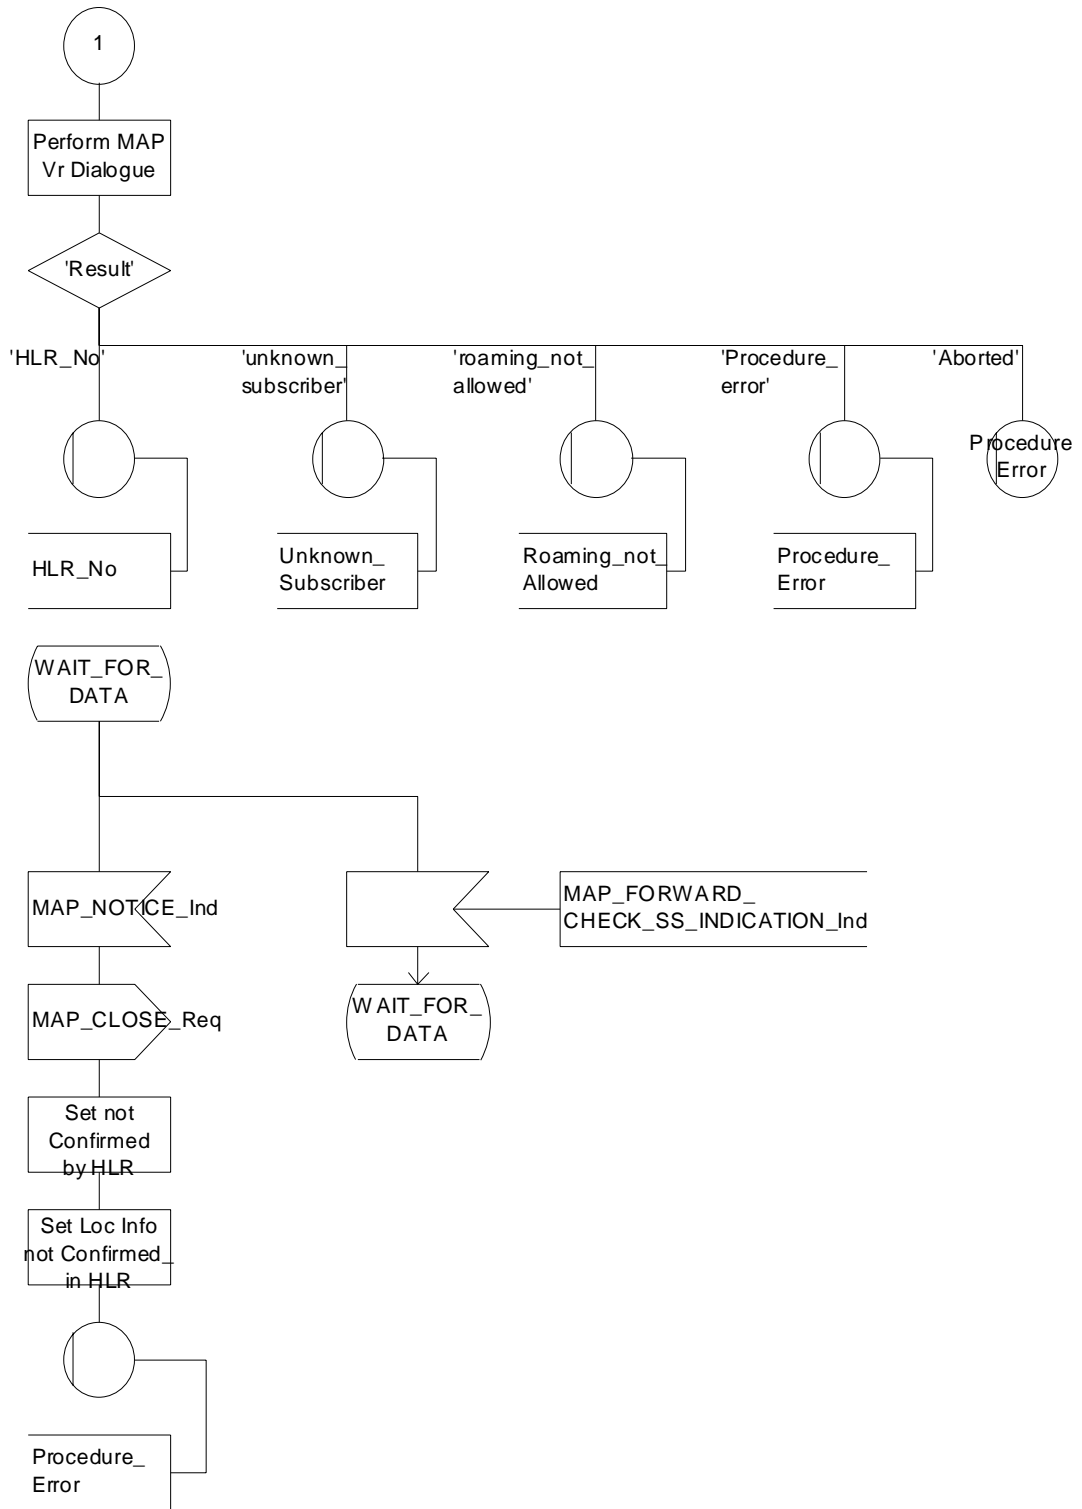 1
Perform MAP
Vr Dialogue
'Result'
'HLR_No'
'unknown_
subscriber'
'roaming_not_
allowed'
'Procedure_
error'
'Aborted'
Procedure
Error
HLR_No
Unknown_
Subscriber
Roaming_not_
Allowed
Procedure_
Error
WAIT_FOR_
DATA
MAP_NOTICE_Ind
MAP_FORWARD_
CHECK_SS_INDICATION_Ind
MAP_CLOSE_Req
WAIT_FOR_
DATA
Set not
Confirmed
by HLR
Set Loc Info
not Confirmed_
in HLR
Procedure_
Error